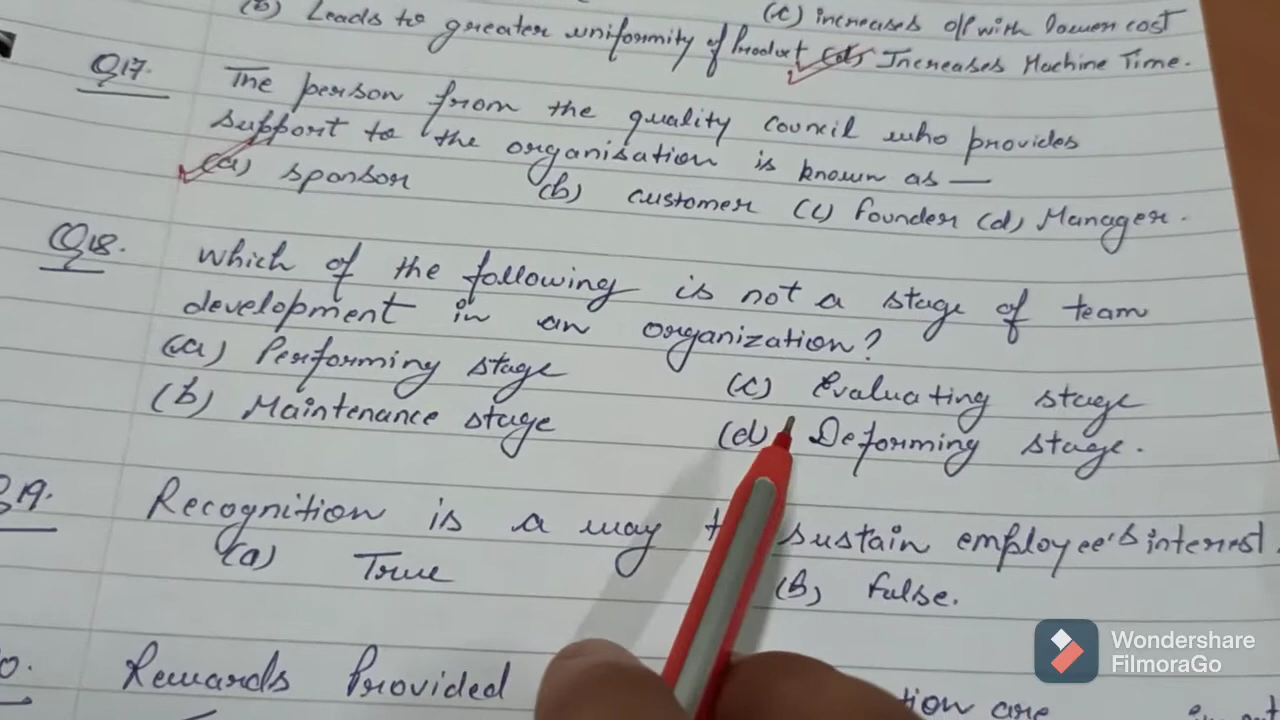 (b) Leads to greater uniformity of Product (c) increases o/p with lower cost
(d) Increases Machine Time.
Q17. The person from the quality council who provides
support to the organisation is known as —
(a) sponsor (b) customer (c) founder (d) Manager.
Q18. which of the following is not a stage of team
development in an organization?
(a) Performing stage (c) Evaluating stage
(b) Maintenance stage (d) Deforming stage.
19. Recognition is a way sustain employee's interest.
(a) True (b) false.
0. Rewards Provided are
Wondershare
FilmoraGo